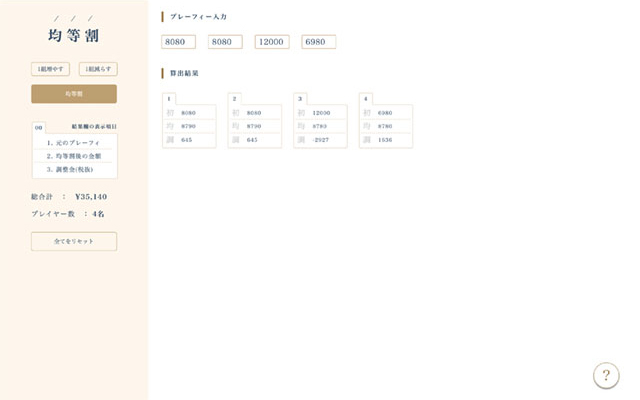 均等割
1組増やす 1組減らす
均等割
00 結果欄の表示項目
1. 元のプレーフィ
2. 均等割後の金額
3. 調整金(税抜)
総合計 : ¥35,140
プレイヤー数 : 4名
全てをリセット
プレーフィー入力
8080 8080 12000 6980
算出結果
1
初 8080
均 8790
調 645
2
初 8080
均 8790
調 645
3
初 12000
均 8780
調 -2927
4
初 6980
均 8780
調 1636
?